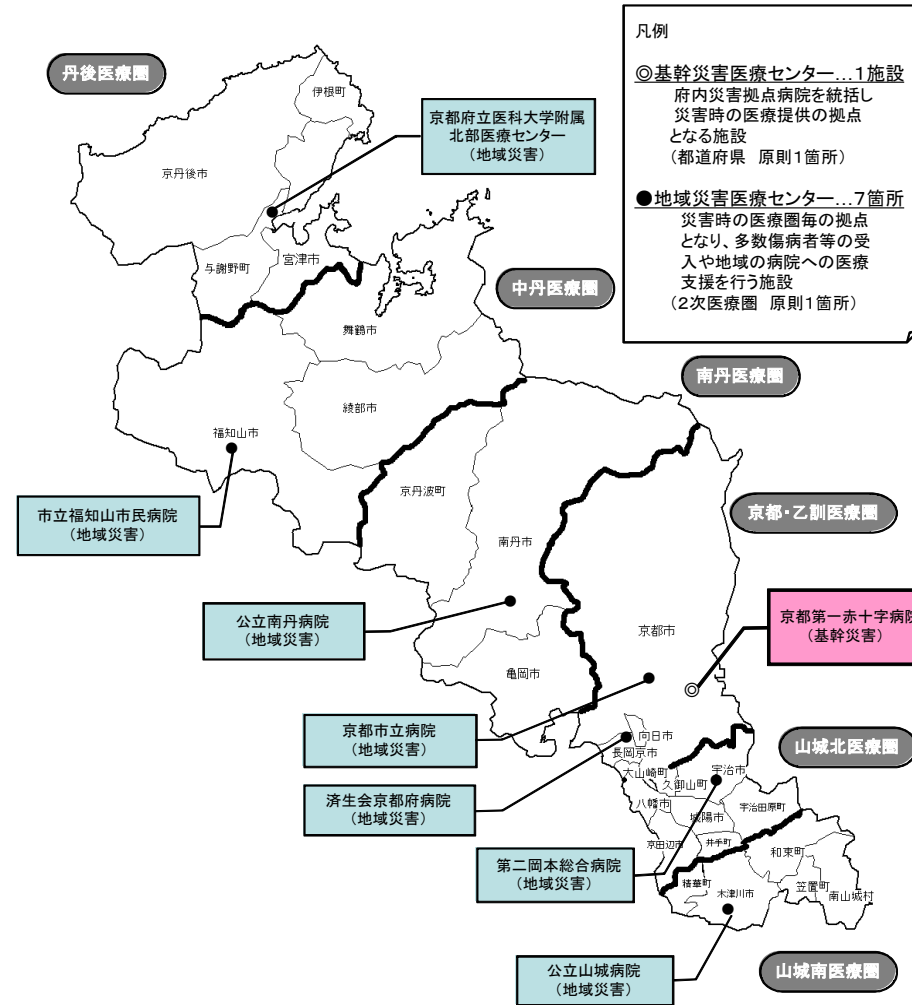 丹後医療圏
伊根町
京丹後市
京都府立医科大学附属
北部医療センター
(地域災害)
与謝野町
宮津市
凡例
◎基幹災害医療センター…1施設
府内災害拠点病院を統括し
災害時の医療提供の拠点
となる施設
(都道府県 原則1箇所)
●地域災害医療センター…7箇所
災害時の医療圏毎の拠点
となり、多数傷病者等の受
入や地域の病院への医療
支援を行う施設
(2次医療圏 原則1箇所)
中丹医療圏
舞鶴市
綾部市
福知山市
市立福知山市民病院
(地域災害)
南丹医療圏
京丹波町
南丹市
公立南丹病院
(地域災害)
亀岡市
京都・乙訓医療圏
京都市
京都第一赤十字病院
(基幹災害)
京都市立病院
(地域災害)
向日市
長岡京市
大山崎町
済生会京都府病院
(地域災害)
山城北医療圏
久御山町
宇治市
八幡市
城陽市
宇治田原町
京田辺市
井手町
第二岡本総合病院
(地域災害)
和束町
精華町
木津川市
笠置町
南山城村
公立山城病院
(地域災害)
山城南医療圏